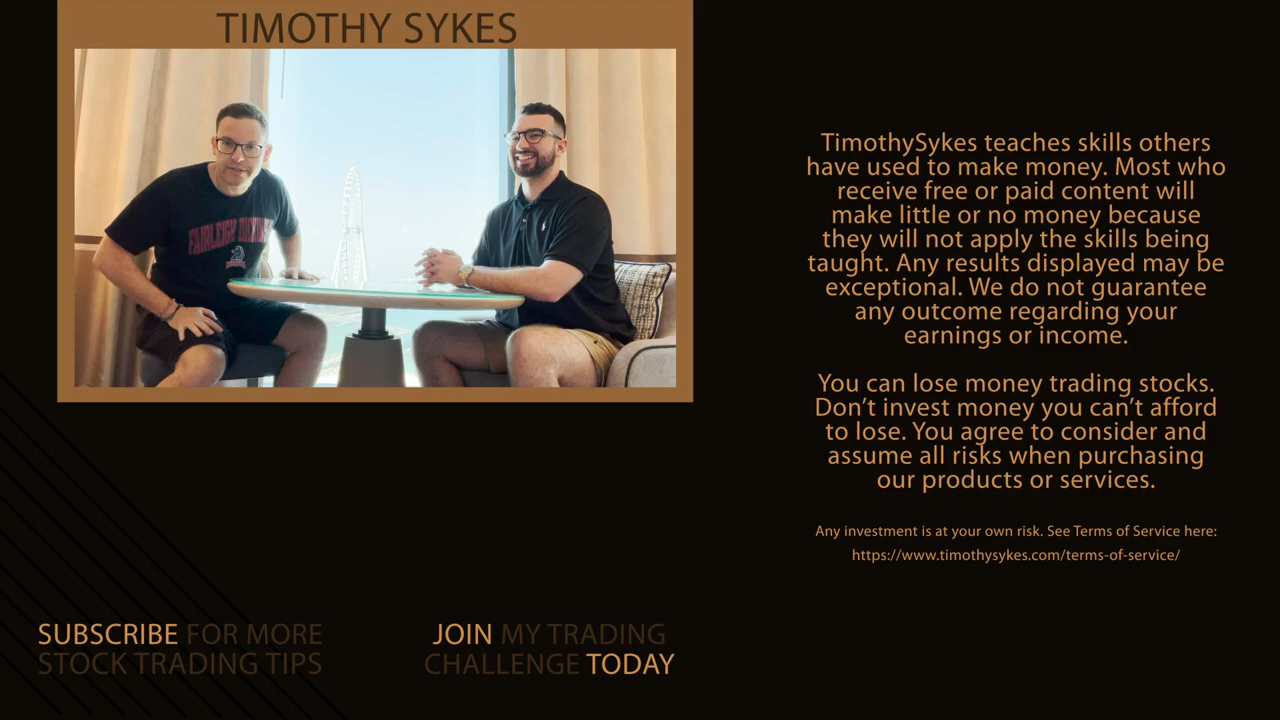 TIMOTHY SYKES
FAIRLEIGH
TimothySykes teaches skills others
have used to make money. Most who
receive free or paid content will
make little or no money because
they will not apply the skills being
taught. Any results displayed may be
exceptional. We do not guarantee
any outcome regarding your
earnings or income.
You can lose money trading stocks.
Don’t invest money you can’t afford
to lose. You agree to consider and
assume all risks when purchasing
our products or services.
Any investment is at your own risk. See Terms of Service here:
https://www.timothysykes.com/terms-of-service/
SUBSCRIBE FOR MORE
STOCK TRADING TIPS
JOIN MY TRADING
CHALLENGE TODAY